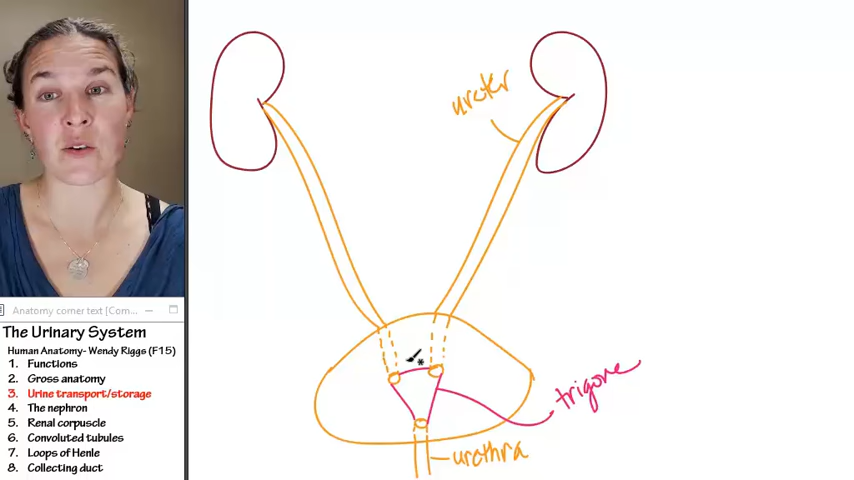 ureter
Anatomy corner text [Com...
The Urinary System
Human Anatomy- Wendy Riggs (F15)
1. Functions
2. Gross anatomy
3. Urine transport/storage
4. The nephron
5. Renal corpuscle
6. Convoluted tubules
7. Loops of Henle
8. Collecting duct
trigone
urethra